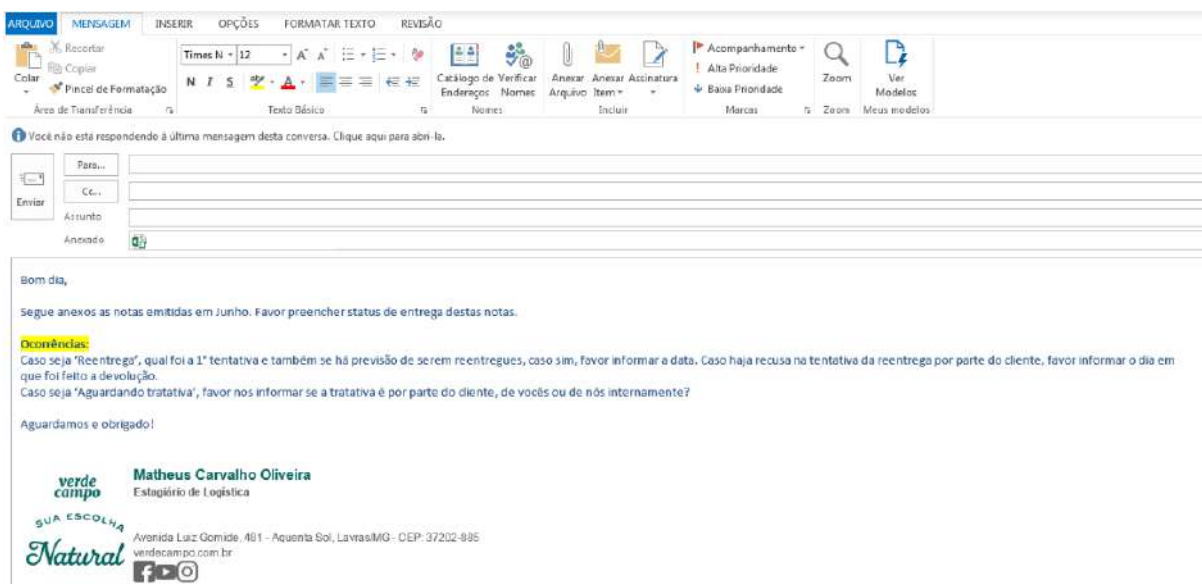 ARQUIVO MENSAGEM INSERIR OPÇÕES FORMATAR TEXTO REVISÃO
Colar
Recortar
Copiar
Pincel de Formatação
Área de Transferência
Times N 12
N I S
Texto Básico
Catálogo de Endereços
Verificar Nomes
Nomes
Anexar Arquivo
Anexar Item
Assinatura
Incluir
Acompanhamento
Alta Prioridade
Baixa Prioridade
Marcas
Zoom
Zoom
Ver Modelos
Meus modelos
Você não está respondendo à última mensagem desta conversa. Clique aqui para abri-la.
Enviar
Para...
Cc...
Assunto
Anexado
Bom dia,
Segue anexos as notas emitidas em Junho. Favor preencher status de entrega destas notas.
Ocorrências:
Caso seja 'Reentrega', qual foi a 1° tentativa e também se há previsão de serem reentregues, caso sim, favor informar a data. Caso haja recusa na tentativa da reentrega por parte do cliente, favor informar o dia em
que foi feito a devolução.
Caso seja 'Aguardando tratativa', favor nos informar se a tratativa é por parte do cliente, de vocês ou de nós internamente?
Aguardamos e obrigado!
verde campo
SUA ESCOLHA
Natural
Matheus Carvalho Oliveira
Estagiário de Logística
Avenida Luiz Gomide, 481 - Aquenta Sol, Lavras/MG - CEP: 37202-885
verdecampo.com.br